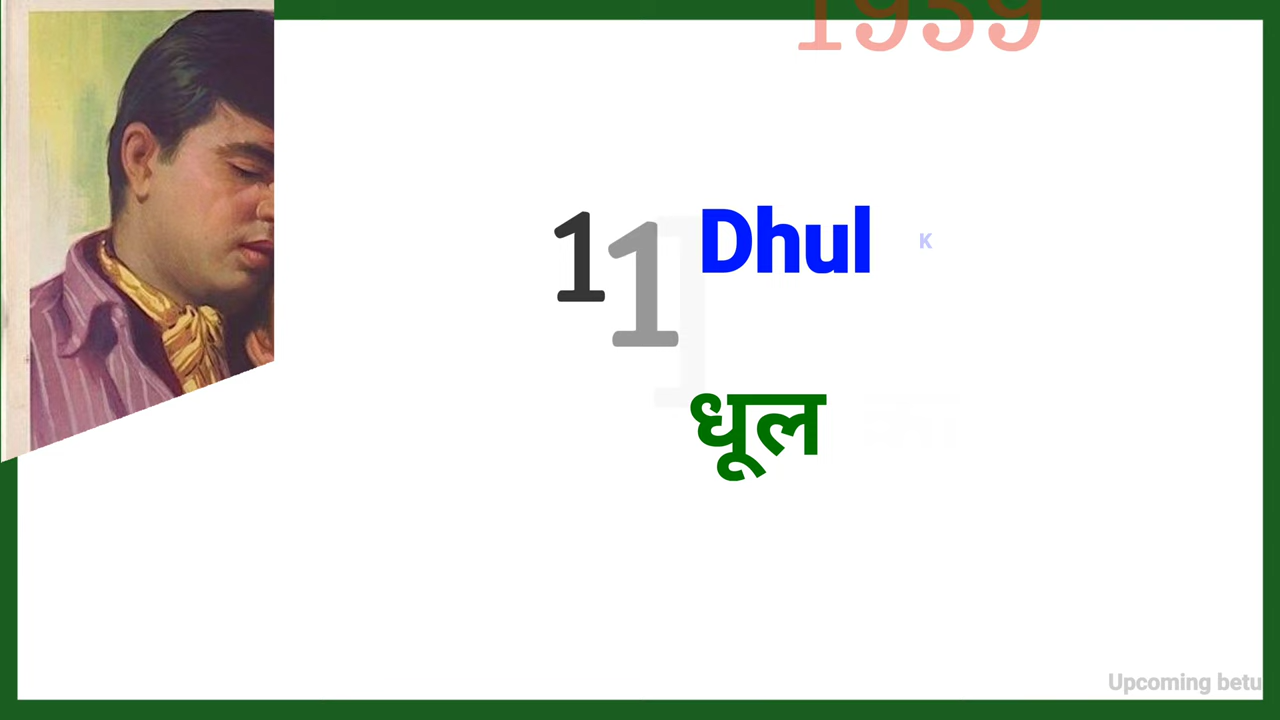 1959
11 Dhul K
धूल
Upcoming betu